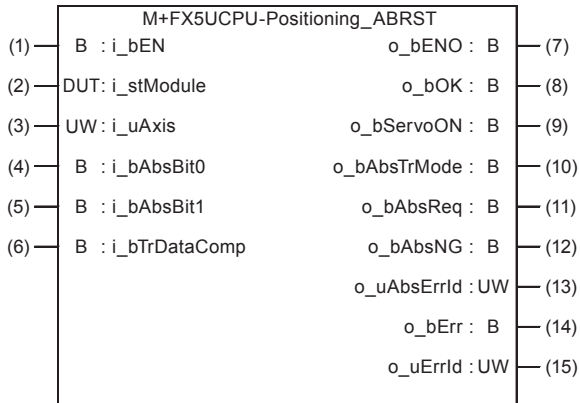 M+FX5UCPU-Positioning_ABRST
(1) B : i_bEN o_bENO : B (7)
(2) DUT: i_stModule o_bOK : B (8)
(3) UW : i_uAxis o_bServoON : B (9)
(4) B : i_bAbsBit0 o_bAbsTrMode : B (10)
(5) B : i_bAbsBit1 o_bAbsReq : B (11)
(6) B : i_bTrDataComp o_bAbsNG : B (12)
o_uAbsErrId : UW (13)
o_bErr : B (14)
o_uErrId : UW (15)